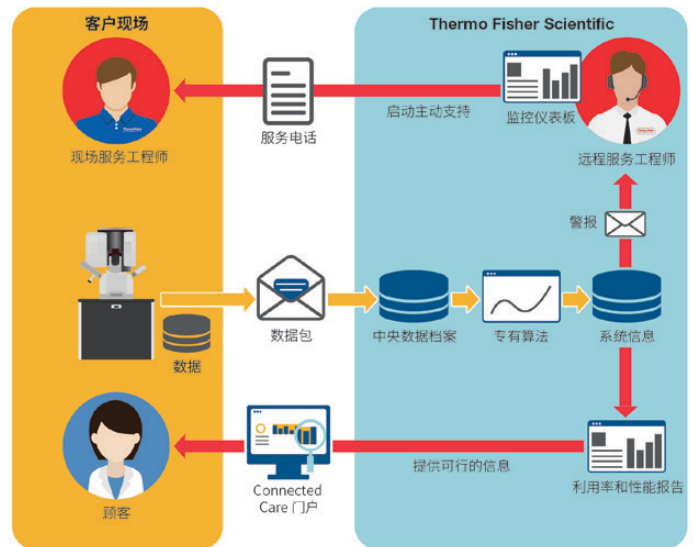 客户现场
Thermo Fisher Scientific
服务电话
启动主动支持
监控仪表板
现场服务工程师
远程服务工程师
警报
数据
数据包
中央数据档案
专有算法
系统信息
顾客
Connected
Care 门户
提供可行的信息
利用率和性能报告